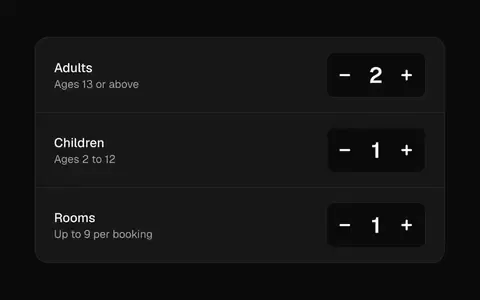 Adults
Ages 13 or above
− 2 +
Children
Ages 2 to 12
− 1 +
Rooms
Up to 9 per booking
− 1 +